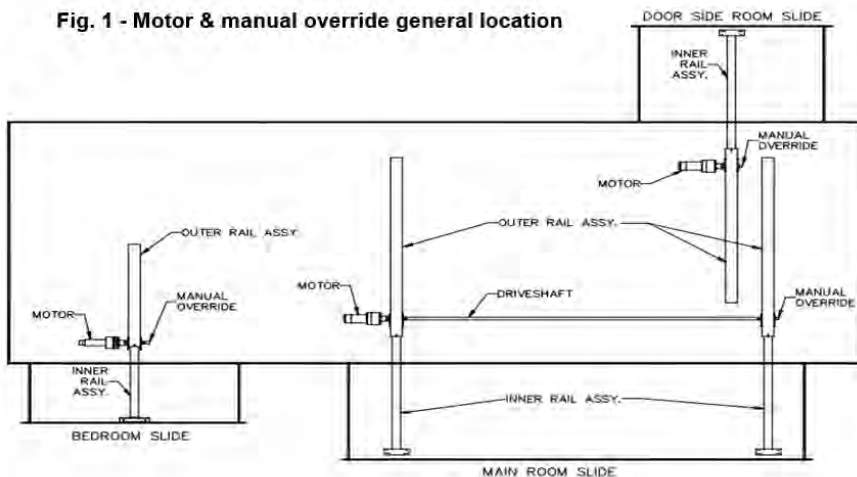 Fig. 1 - Motor & manual override general location
DOOR SIDE ROOM SLIDE
INNER
RAIL
ASSY.
MANUAL
OVERRIDE
MOTOR
OUTER RAIL ASSY.
OUTER RAIL ASSY.
MOTOR
MANUAL
OVERRIDE
MOTOR
DRIVESHAFT
MANUAL
OVERRIDE
INNER
RAIL
ASSY.
INNER RAIL ASSY.
BEDROOM SLIDE
MAIN ROOM SLIDE